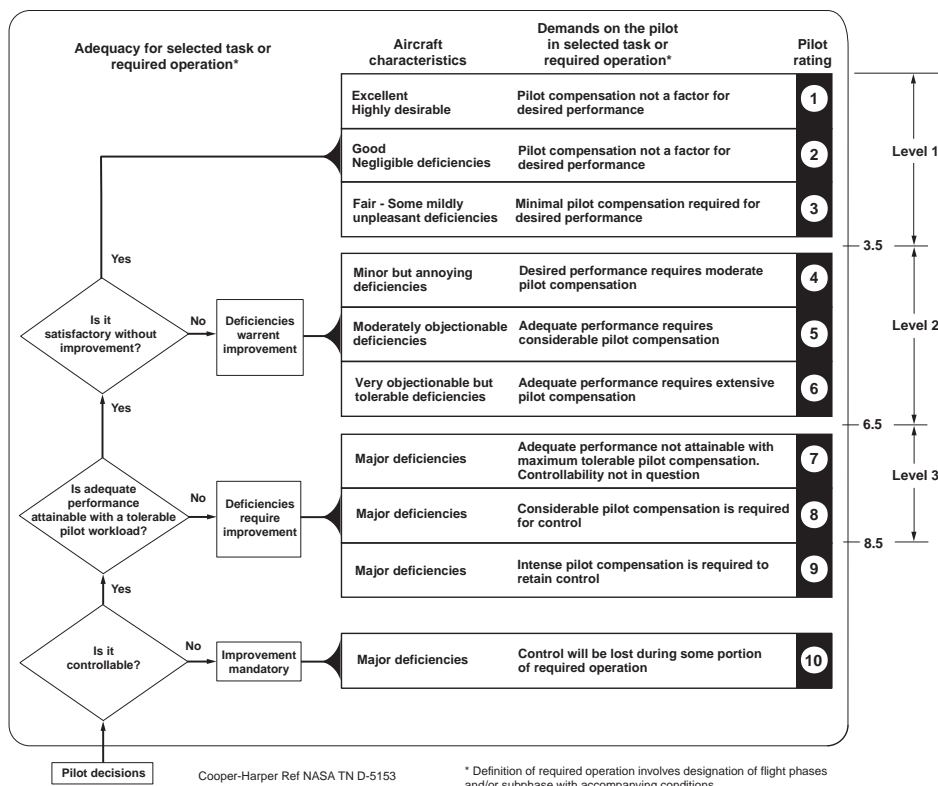 Adequacy for selected task or
required operation*
Aircraft
characteristics
Demands on the pilot
in selected task or
required operation*
Pilot
rating
Excellent
Highly desirable
Pilot compensation not a factor for
desired performance
1
Good
Negligible deficiencies
Pilot compensation not a factor for
desired performance
2
Fair - Some mildly
unpleasant deficiencies
Minimal pilot compensation required for
desired performance
3
Level 1
3.5
Yes
Is it
satisfactory without
improvement?
No
Deficiencies
warrent
improvement
Minor but annoying
deficiencies
Desired performance requires moderate
pilot compensation
4
Moderately objectionable
deficiencies
Adequate performance requires
considerable pilot compensation
5
Very objectionable but
tolerable deficiencies
Adequate performance requires extensive
pilot compensation
6
Level 2
6.5
Yes
Is adequate
performance
attainable with a tolerable
pilot workload?
No
Deficiencies
require
improvement
Major deficiencies
Adequate performance not attainable with
maximum tolerable pilot compensation.
Controllability not in question
7
Major deficiencies
Considerable pilot compensation is required
for control
8
Major deficiencies
Intense pilot compensation is required to
retain control
9
Level 3
8.5
Yes
Is it
controllable?
No
Improvement
mandatory
Major deficiencies
Control will be lost during some portion
of required operation
10
Pilot decisions
Cooper-Harper Ref NASA TN D-5153
* Definition of required operation involves designation of flight phases
and/or subphase with accompanying conditions